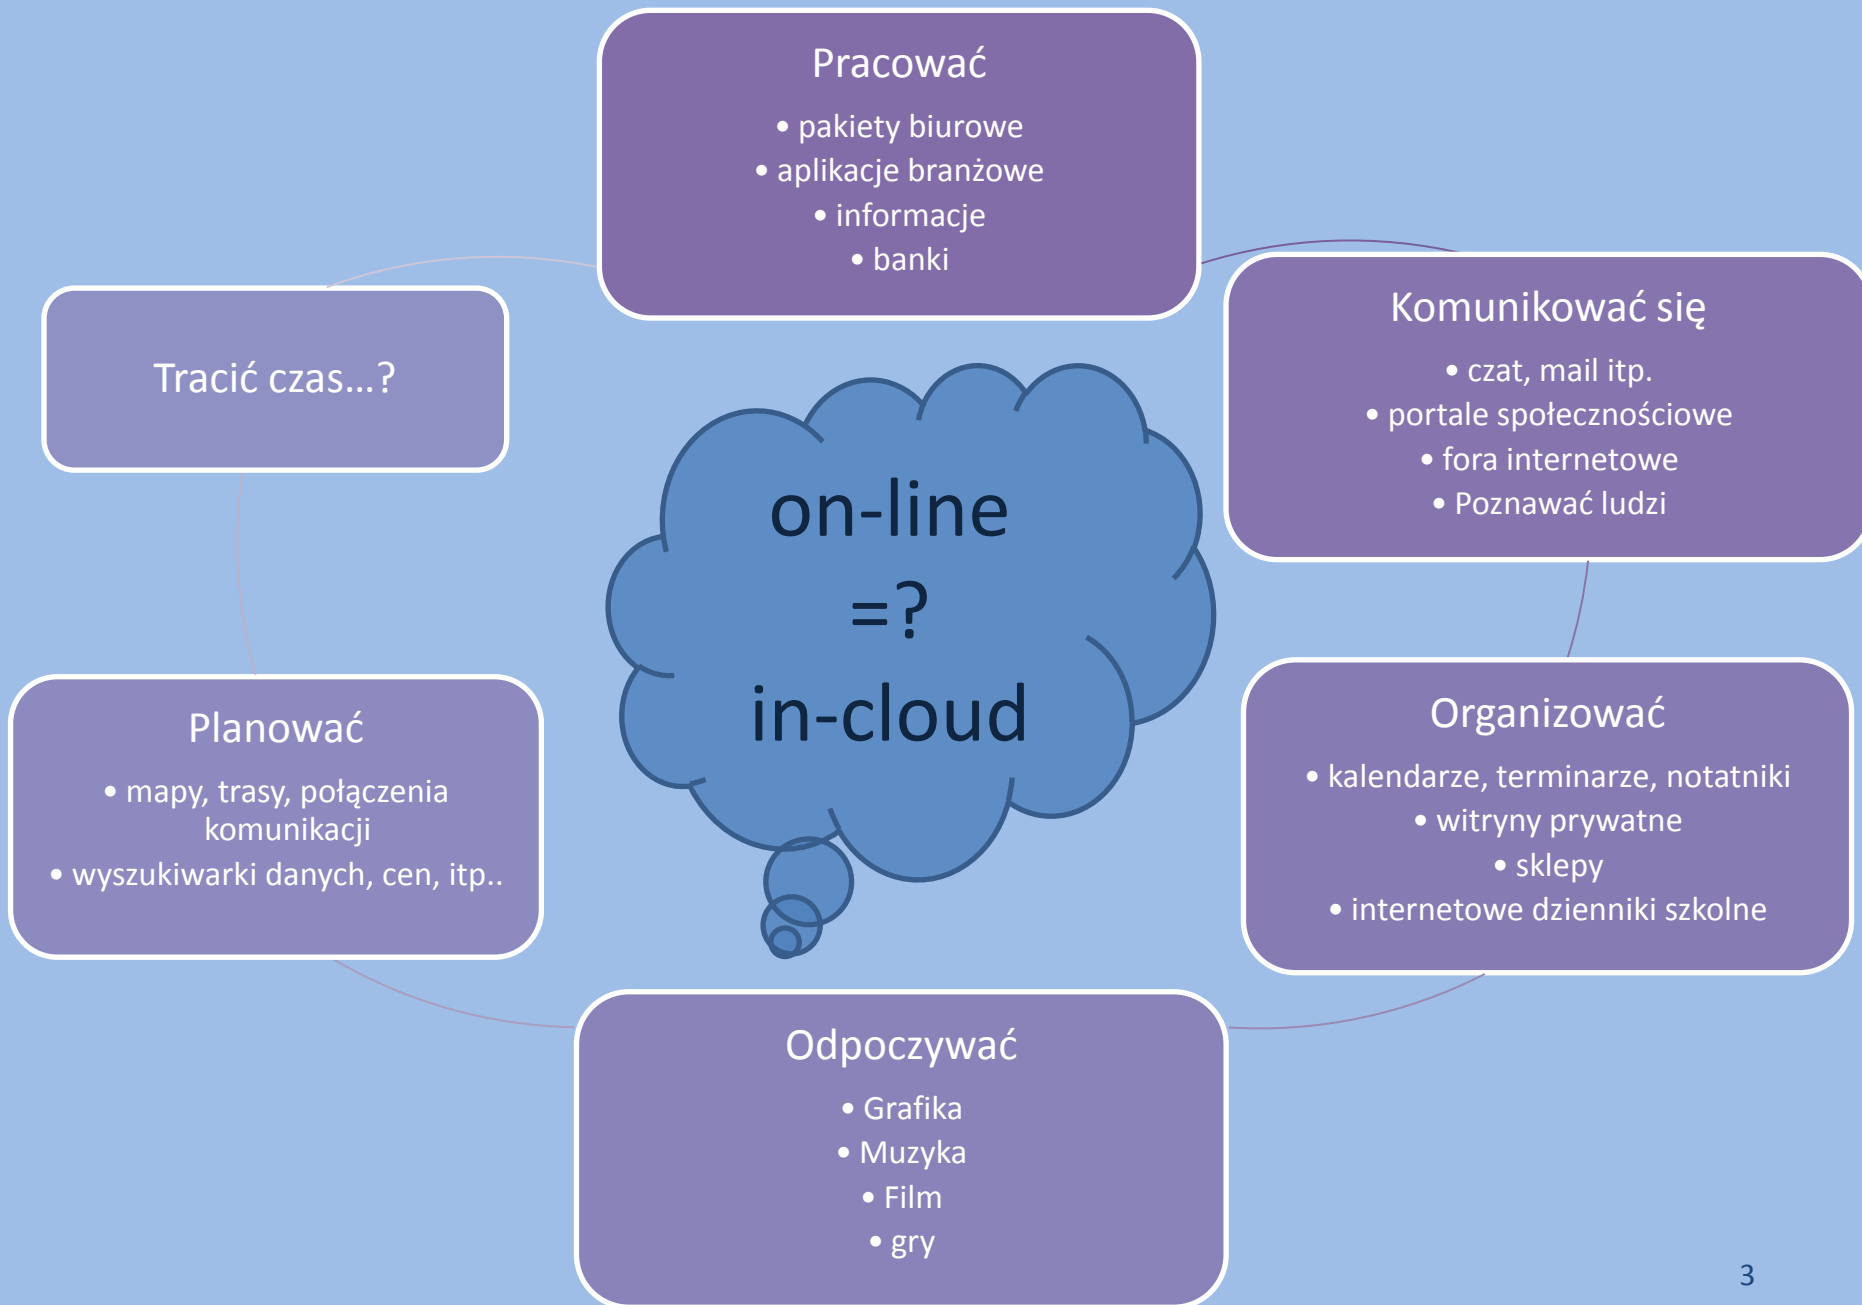 Pracować
• pakiety biurowe
• aplikacje branżowe
• informacje
• banki
Komunikować się
• czat, mail itp.
• portale społecznościowe
• fora internetowe
• Poznawać ludzi
Organizować
• kalendarze, terminarze, notatniki
• witryny prywatne
• sklepy
• internetowe dzienniki szkolne
Odpoczywać
• Grafika
• Muzyka
• Film
• gry
Planować
• mapy, trasy, połączenia
komunikacji
• wyszukiwarki danych, cen, itp..
Tracić czas...?
on-line
=?
in-cloud
3